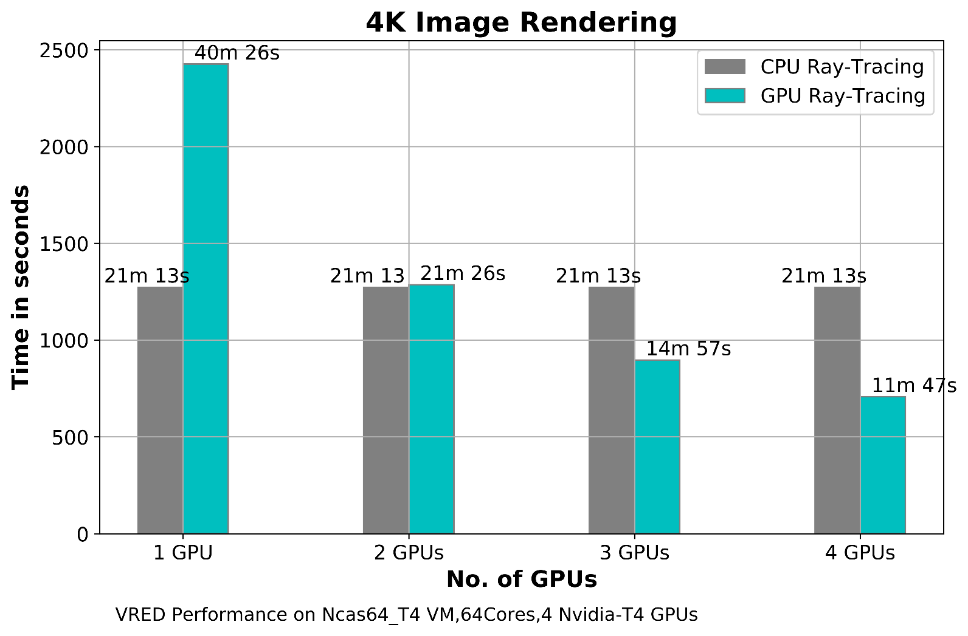 4K Image Rendering
CPU Ray-Tracing
GPU Ray-Tracing
Time in seconds
2500
2000
1500
1000
500
0
40m 26s
21m 13s
21m 13
21m 26s
21m 13s
14m 57s
21m 13s
11m 47s
1 GPU
2 GPUs
3 GPUs
4 GPUs
No. of GPUs
VRED Performance on Ncas64_T4 VM,64Cores,4 Nvidia-T4 GPUs